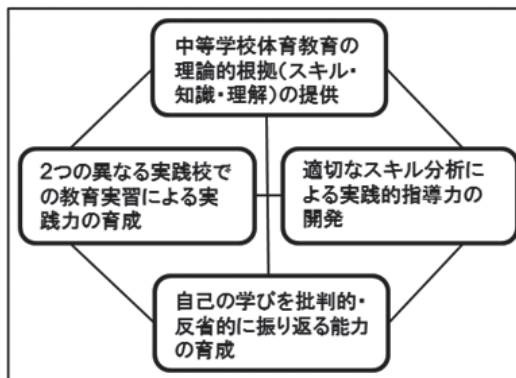 中等学校体育教育の
理論的根拠(スキル・
知識・理解)の提供
2つの異なる実践校で
の教育実習による実
践力の育成
適切なスキル分析に
よる実践的指導力の
開発
自己の学びを批判的・
反省的に振り返る能力
の育成